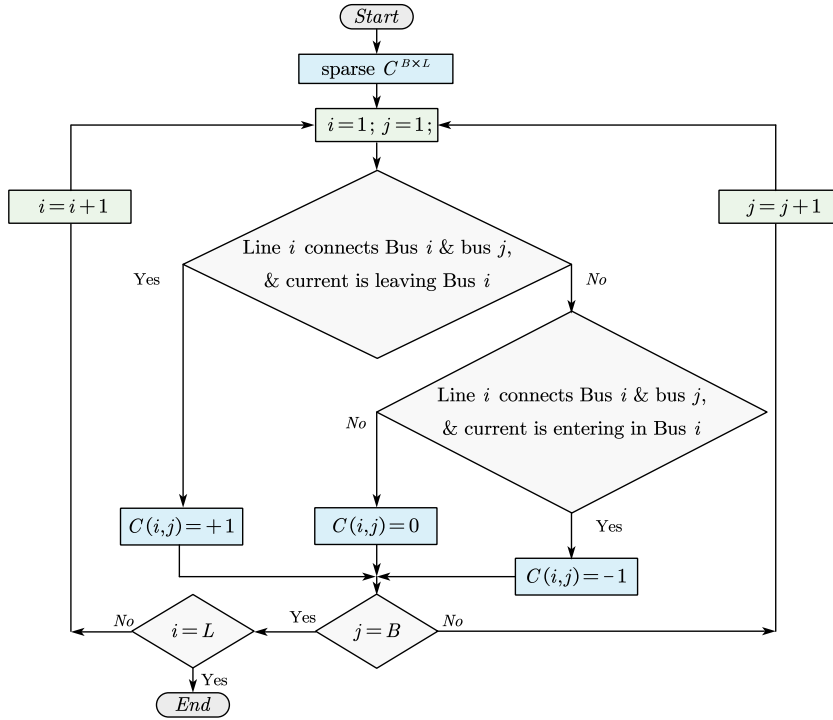 Start
sparse C^{B×L}
i=1; j=1;
i=i+1
j=j+1
Line i connects Bus i & bus j,
& current is leaving Bus i
Yes
No
Line i connects Bus i & bus j,
& current is entering in Bus i
No
Yes
C(i,j)=+1
C(i,j)=0
C(i,j)=-1
No
i=L
Yes
j=B
No
Yes
End